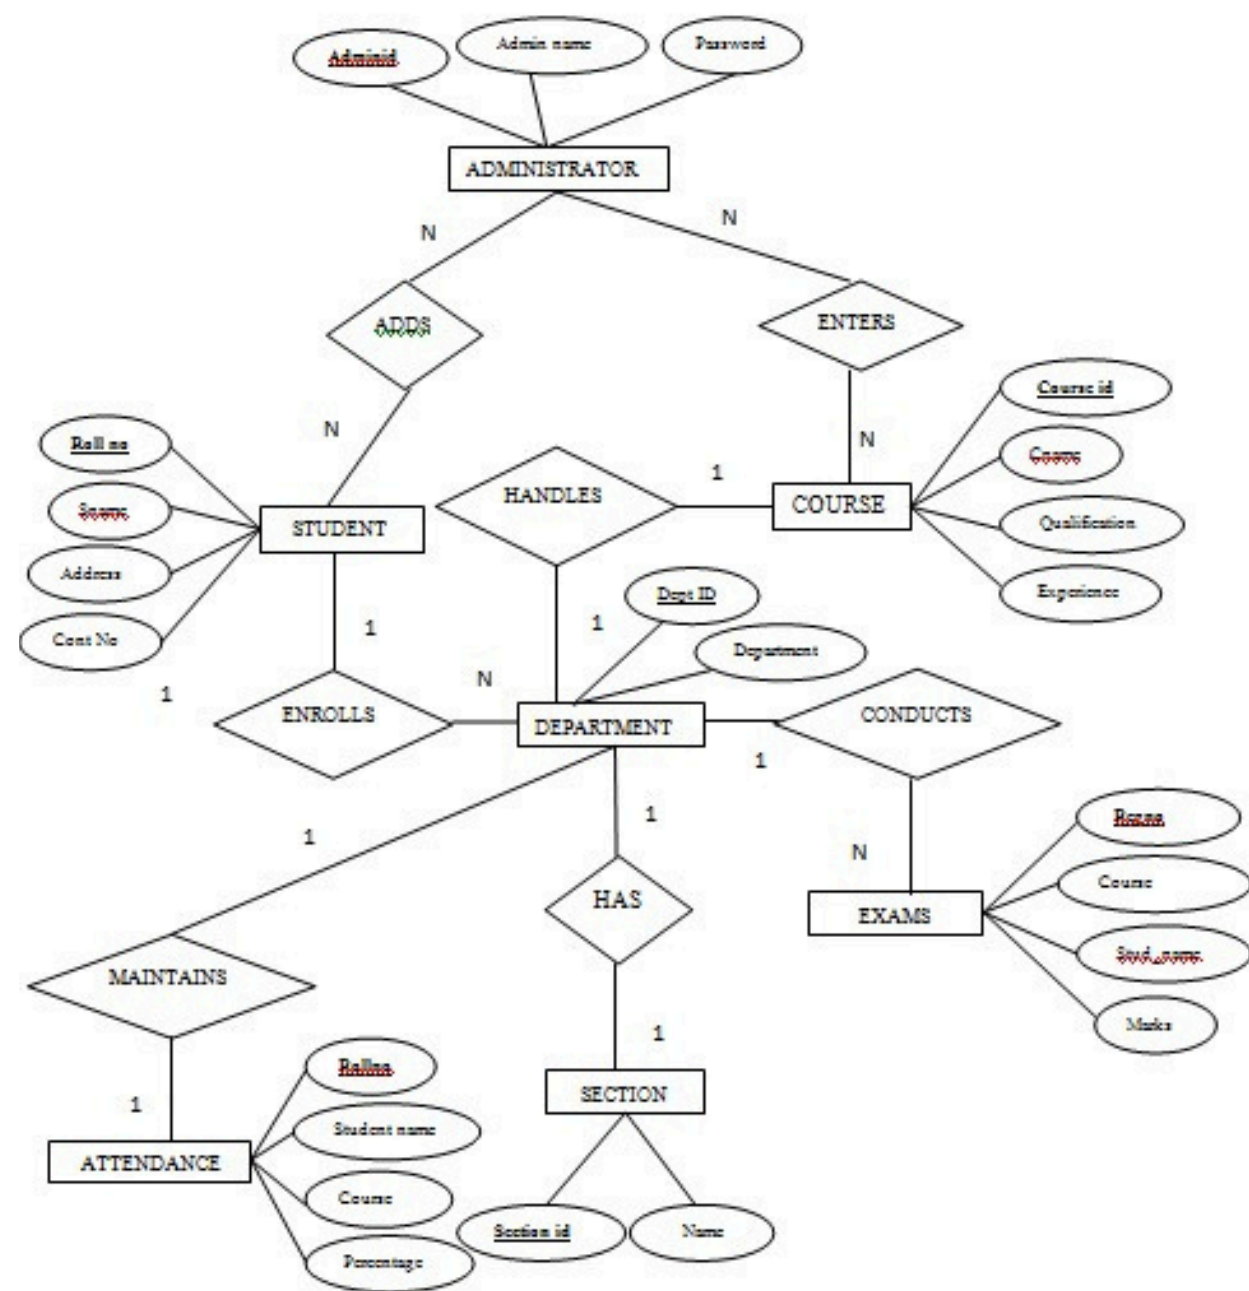 Adminid
Admin name
Password
ADMINISTRATOR
N
N
ADDS
ENTERS
Course id
Roll no
N
N
Cname
HANDLES
1
COURSE
Sname
STUDENT
Qualification
Address
Dept ID
Experience
Cont No
1
1
Department
1
N
ENROLLS
DEPARTMENT
CONDUCTS
1
1
1
N
Course
HAS
EXAMS
Stud_name
MAINTAINS
Marks
1
Rollno
1
SECTION
Student name
ATTENDANCE
Course
Section id
Name
Percentage